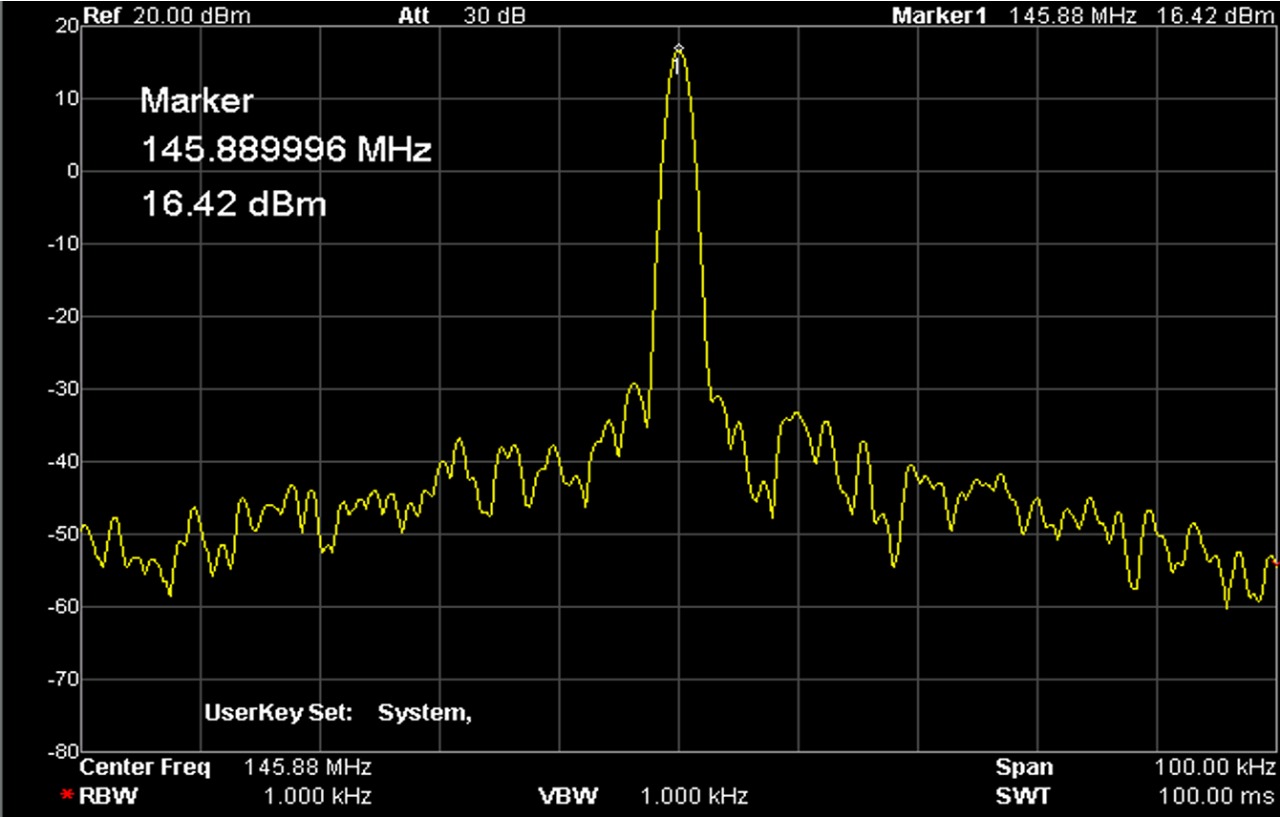 Ref 20.00 dBm Att 30 dB Marker1 145.88 MHz 16.42 dBm
20
10
Marker
145.889996 MHz
0
16.42 dBm
-10
-20
-30
-40
-50
-60
-70
UserKey Set: System,
-80
Center Freq 145.88 MHz Span 100.00 kHz
* RBW 1.000 kHz VBW 1.000 kHz SWT 100.00 ms